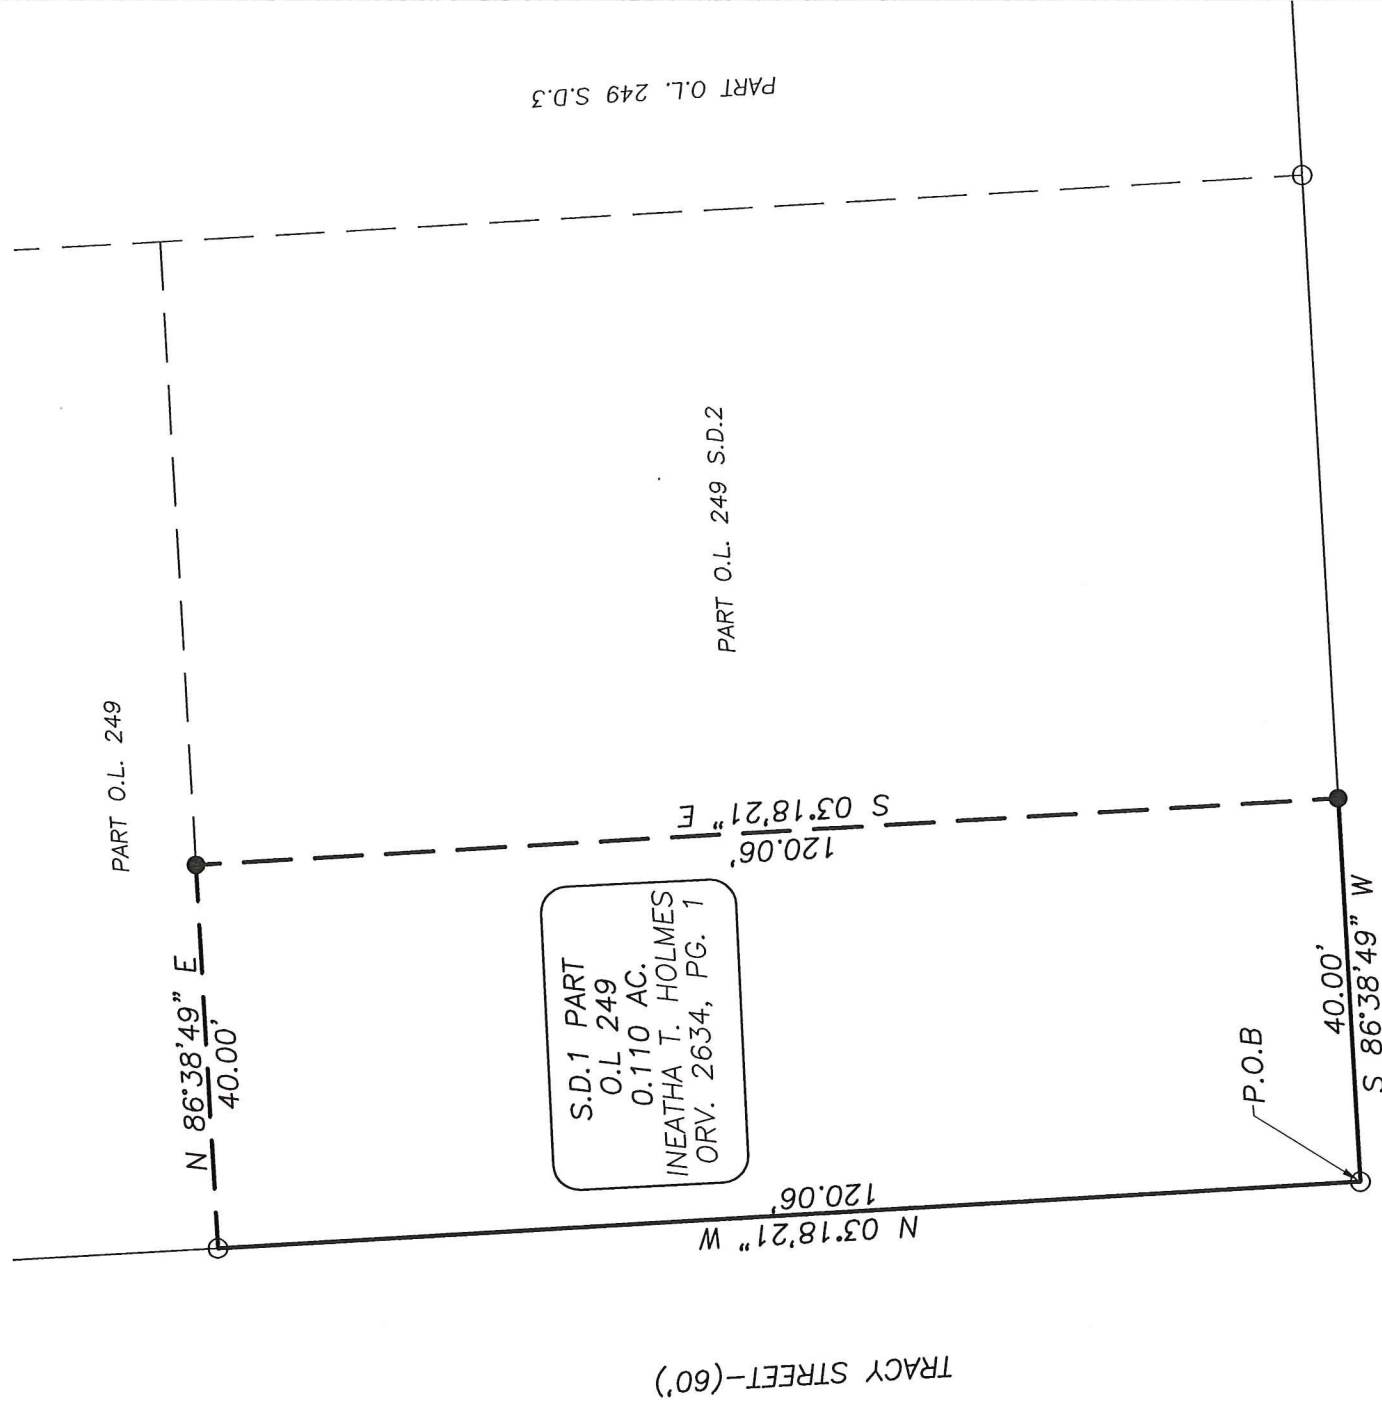 PART O.L. 249 S.D.3
PART O.L. 249
PART O.L. 249 S.D.2
N 86°38'49" E
40.00'
S 03°18'21" E
120.06'
S.D.1 PART
O.L 249
0.110 AC.
INEATHA T. HOLMES
ORV. 2634, PG. 1
120.06'
N 03°18'21" W
P.O.B
40.00'
S 86°38'49" W
TRACY STREET-(60')